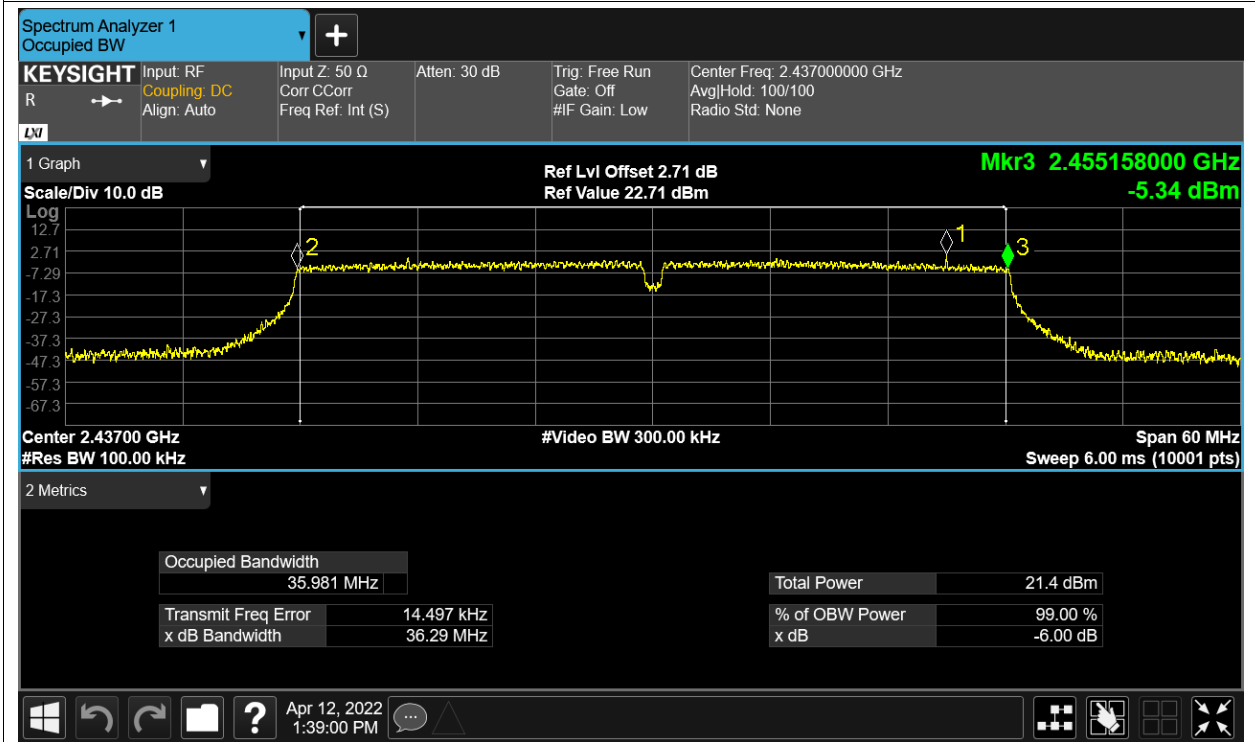 Spectrum Analyzer 1
Occupied BW
KEYSIGHT
R
LXI
Input: RF
Coupling: DC
Align: Auto
Input Z: 50 Ω
Corr CCorr
Freq Ref: Int (S)
Atten: 30 dB
Trig: Free Run
Gate: Off
#IF Gain: Low
Center Freq: 2.437000000 GHz
Avg|Hold: 100/100
Radio Std: None
1 Graph
Scale/Div 10.0 dB
Ref Lvl Offset 2.71 dB
Ref Value 22.71 dBm
Mkr3 2.455158000 GHz
-5.34 dBm
Log
12.7
2.71
-7.29
-17.3
-27.3
-37.3
-47.3
-57.3
-67.3
2
1
3
Center 2.43700 GHz
#Res BW 100.00 kHz
#Video BW 300.00 kHz
Span 60 MHz
Sweep 6.00 ms (10001 pts)
2 Metrics
Occupied Bandwidth
35.981 MHz
Transmit Freq Error 14.497 kHz
x dB Bandwidth 36.29 MHz
Total Power 21.4 dBm
% of OBW Power 99.00 %
x dB -6.00 dB
?
Apr 12, 2022
1:39:00 PM